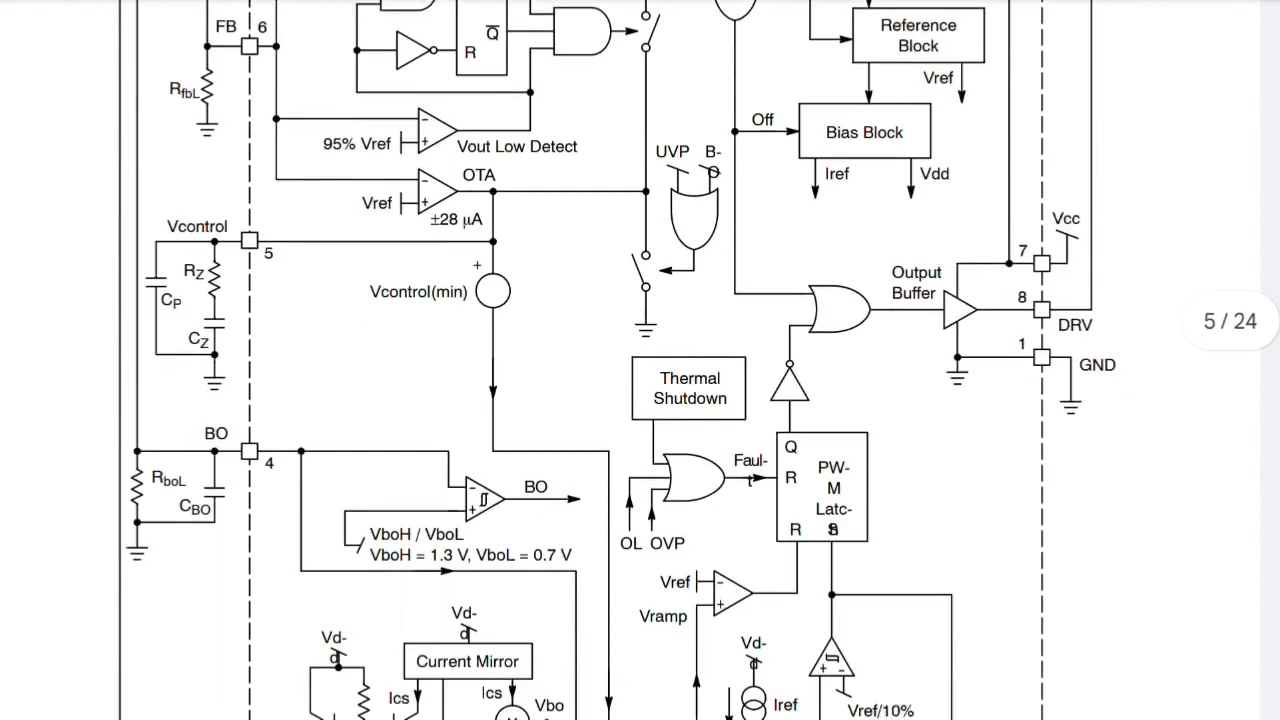 FB 6
Q
R
RfbL
95% Vref
Vout Low Detect
OTA
Vref
±28 µA
Vcontrol
5
RZ
CP
CZ
+
Vcontrol(min)
UVP B-
O
Reference
Block
Vref
Off
Bias Block
Iref
Vdd
Vcc
7
Output
Buffer
8
DRV
1
GND
5 / 24
Thermal
Shutdown
BO
4
RboL
CBO
BO
VboH / VboL
VboH = 1.3 V, VboL = 0.7 V
Faul-
t
OL OVP
Q
R
PW-
M
Latc-
h
R S
Vref
Vramp
Vd-
d
Current Mirror
Vd-
d
Ics
Ics
Vbo
Vd-
d
Iref
Vref/10%